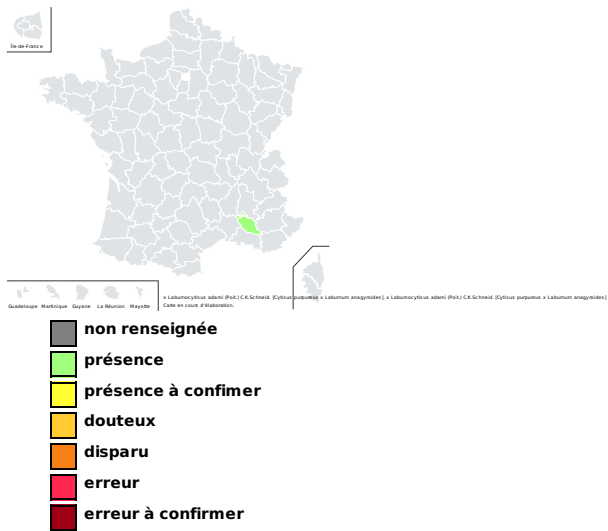 Île-de-France
Guadeloupe Martinique Guyane La Réunion Mayotte
x Laburnocytisus adamii (Poit.) C.K.Schneid. [Cytisus purpureus x Laburnum anagyroides], x Laburnocytisus adamii (Poit.) C.K.Schneid. [Cytisus purpureus x Laburnum anagyroides]
Carte en cours d'élaboration.
non renseignée
présence
présence à confimer
douteux
disparu
erreur
erreur à confirmer